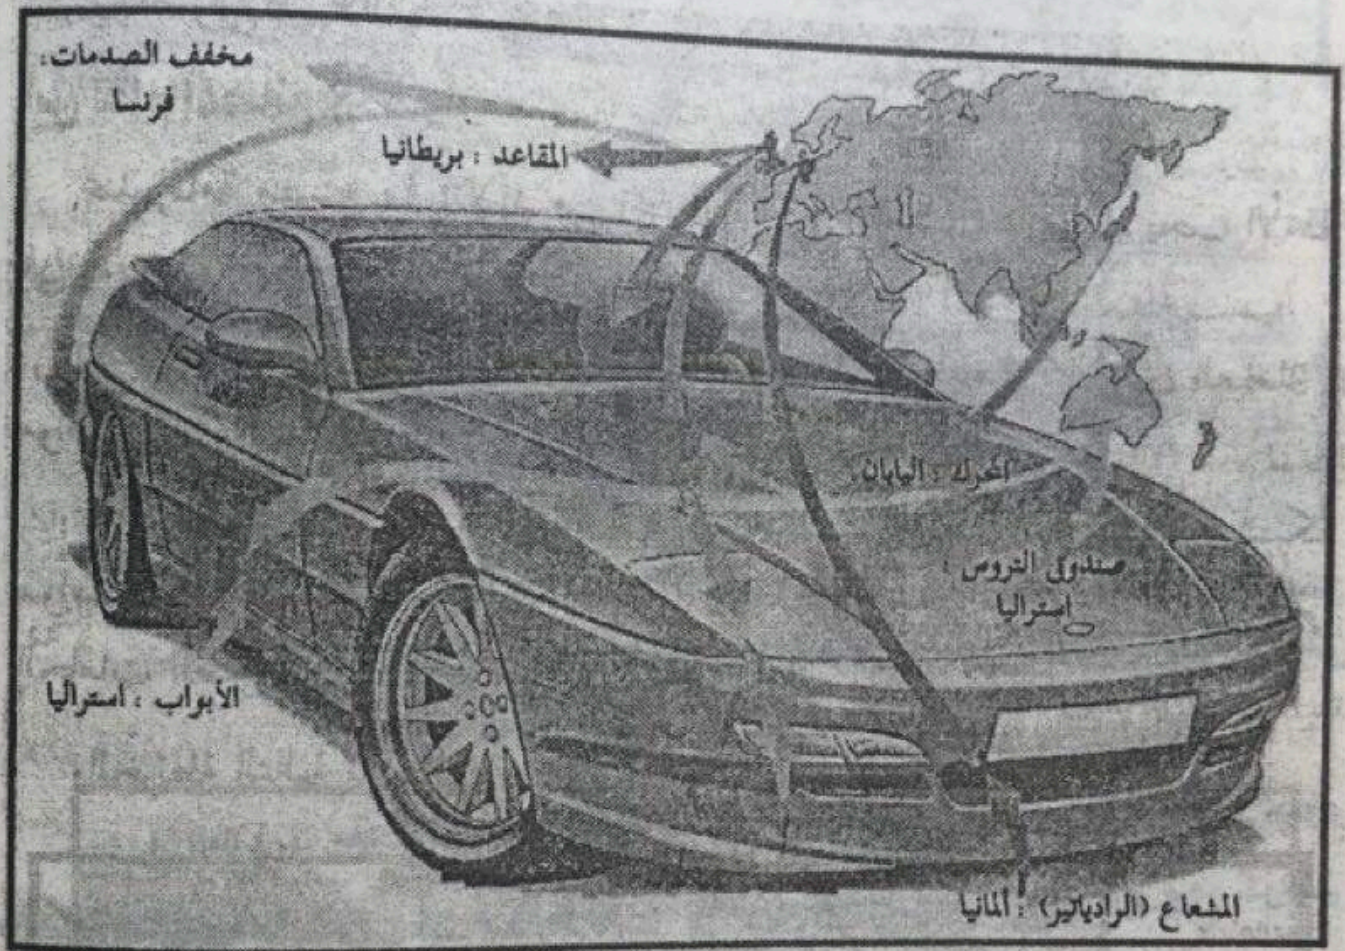 مخفف الصدمات:
فرنسا
المقاعد : بريطانيا
المحرك : اليابان
صندوق التروس :
استراليا
الأبواب : استراليا
المشعاع (الرادياتير) : ألمانيا